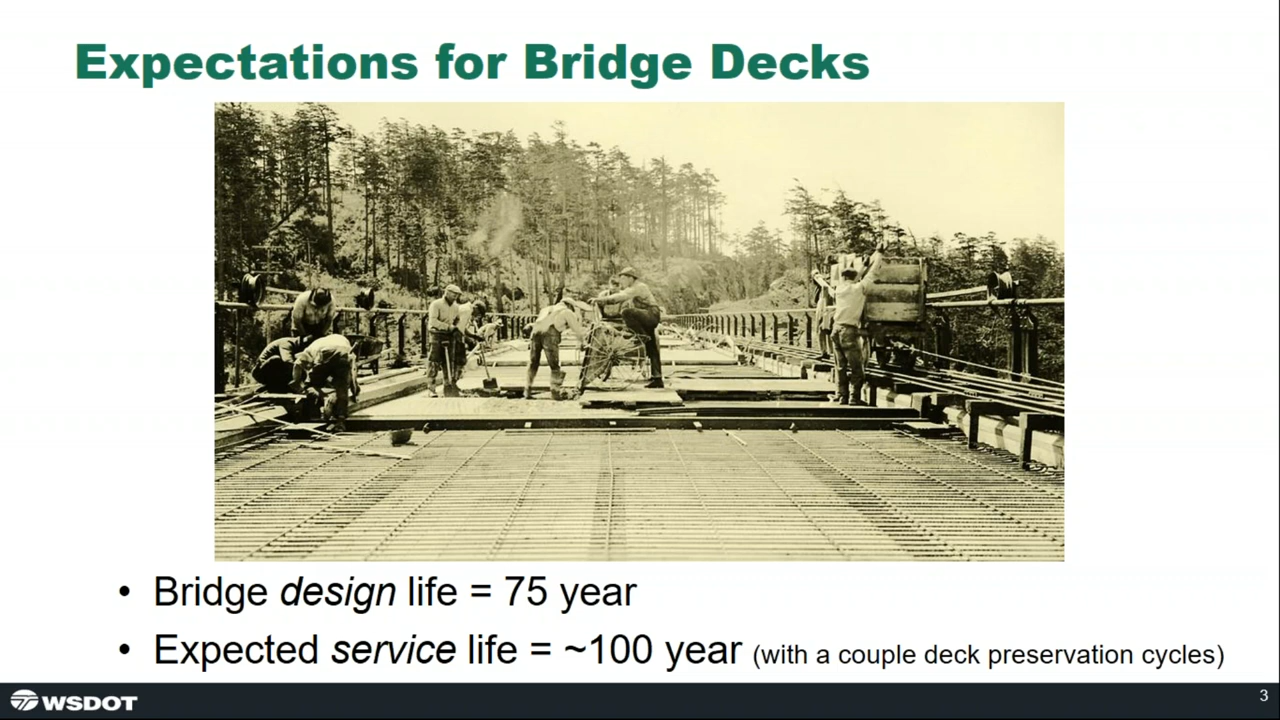 Expectations for Bridge Decks
• Bridge design life = 75 year
• Expected service life = ~100 year (with a couple deck preservation cycles)
WSDOT
3